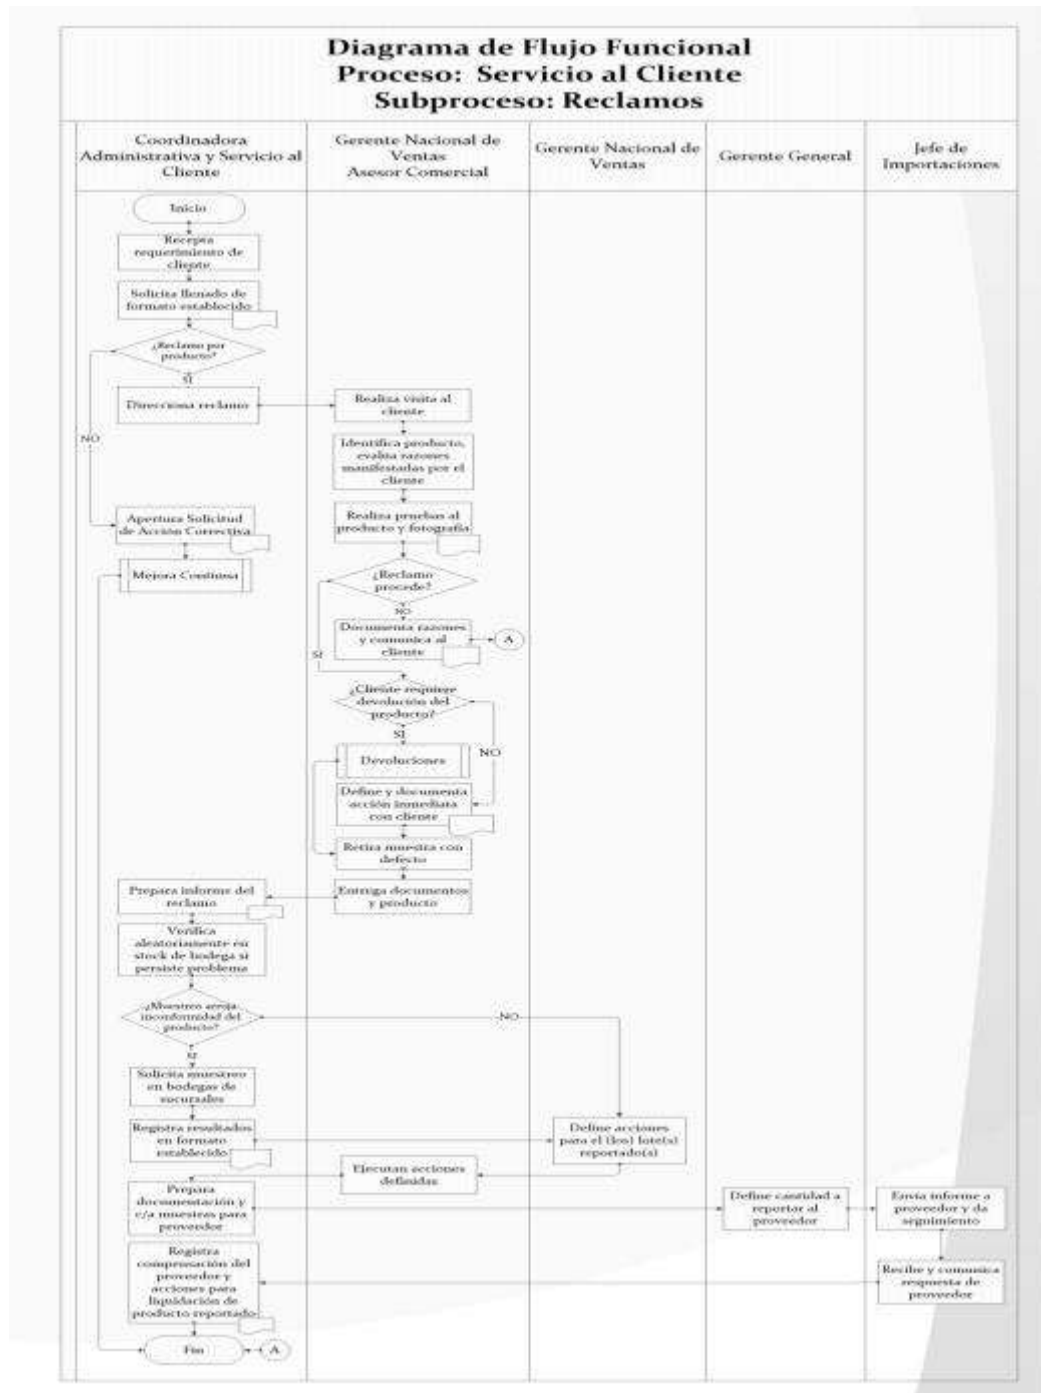 Diagrama de Flujo Funcional
Proceso: Servicio al Cliente
Subproceso: Reclamos
Coordinadora
Administrativa y Servicio al
Cliente
Gerente Nacional de
Ventas
Asesor Comercial
Gerente Nacional de
Ventas
Gerente General
Jefe de
Importaciones
Inicio
Recepta
requerimiento de
cliente
Solicita llenado de
formato establecido
¿Reclamo por
producto?
SI
NO
Direcciona reclamo
Realiza visita al
cliente
Identifica producto,
evalúa razones
manifestadas por el
cliente
Realiza pruebas al
producto y fotografía
Apertura Solicitud
de Acción Correctiva
Mejora Continua
¿Reclamo
procede?
NO
Documenta razones
y comunica al
cliente
A
SI
¿Cliente requiere
devolución del
producto?
SI
NO
Devoluciones
Define y documenta
acción inmediata
con cliente
Retira muestra con
defecto
Entrega documentos
y producto
Prepara informe del
reclamo
Verifica
aleatoriamente en
stock de bodega si
persiste problema
¿Muestreo arroja
inconformidad del
producto?
NO
SI
Solicita muestreo
en bodegas de
sucursales
Registra resultados
en formato
establecido
Define acciones
para el (los) lote(s)
reportado(s)
Ejecutan acciones
definidas
Prepara
documentación y
c/a muestras para
proveedor
Define cantidad a
reportar al
proveedor
Envía informe a
proveedor y da
seguimiento
Registra
compensación del
proveedor y
acciones para
liquidación de
producto reportado
Recibe y comunica
respuesta de
proveedor
Fin
A